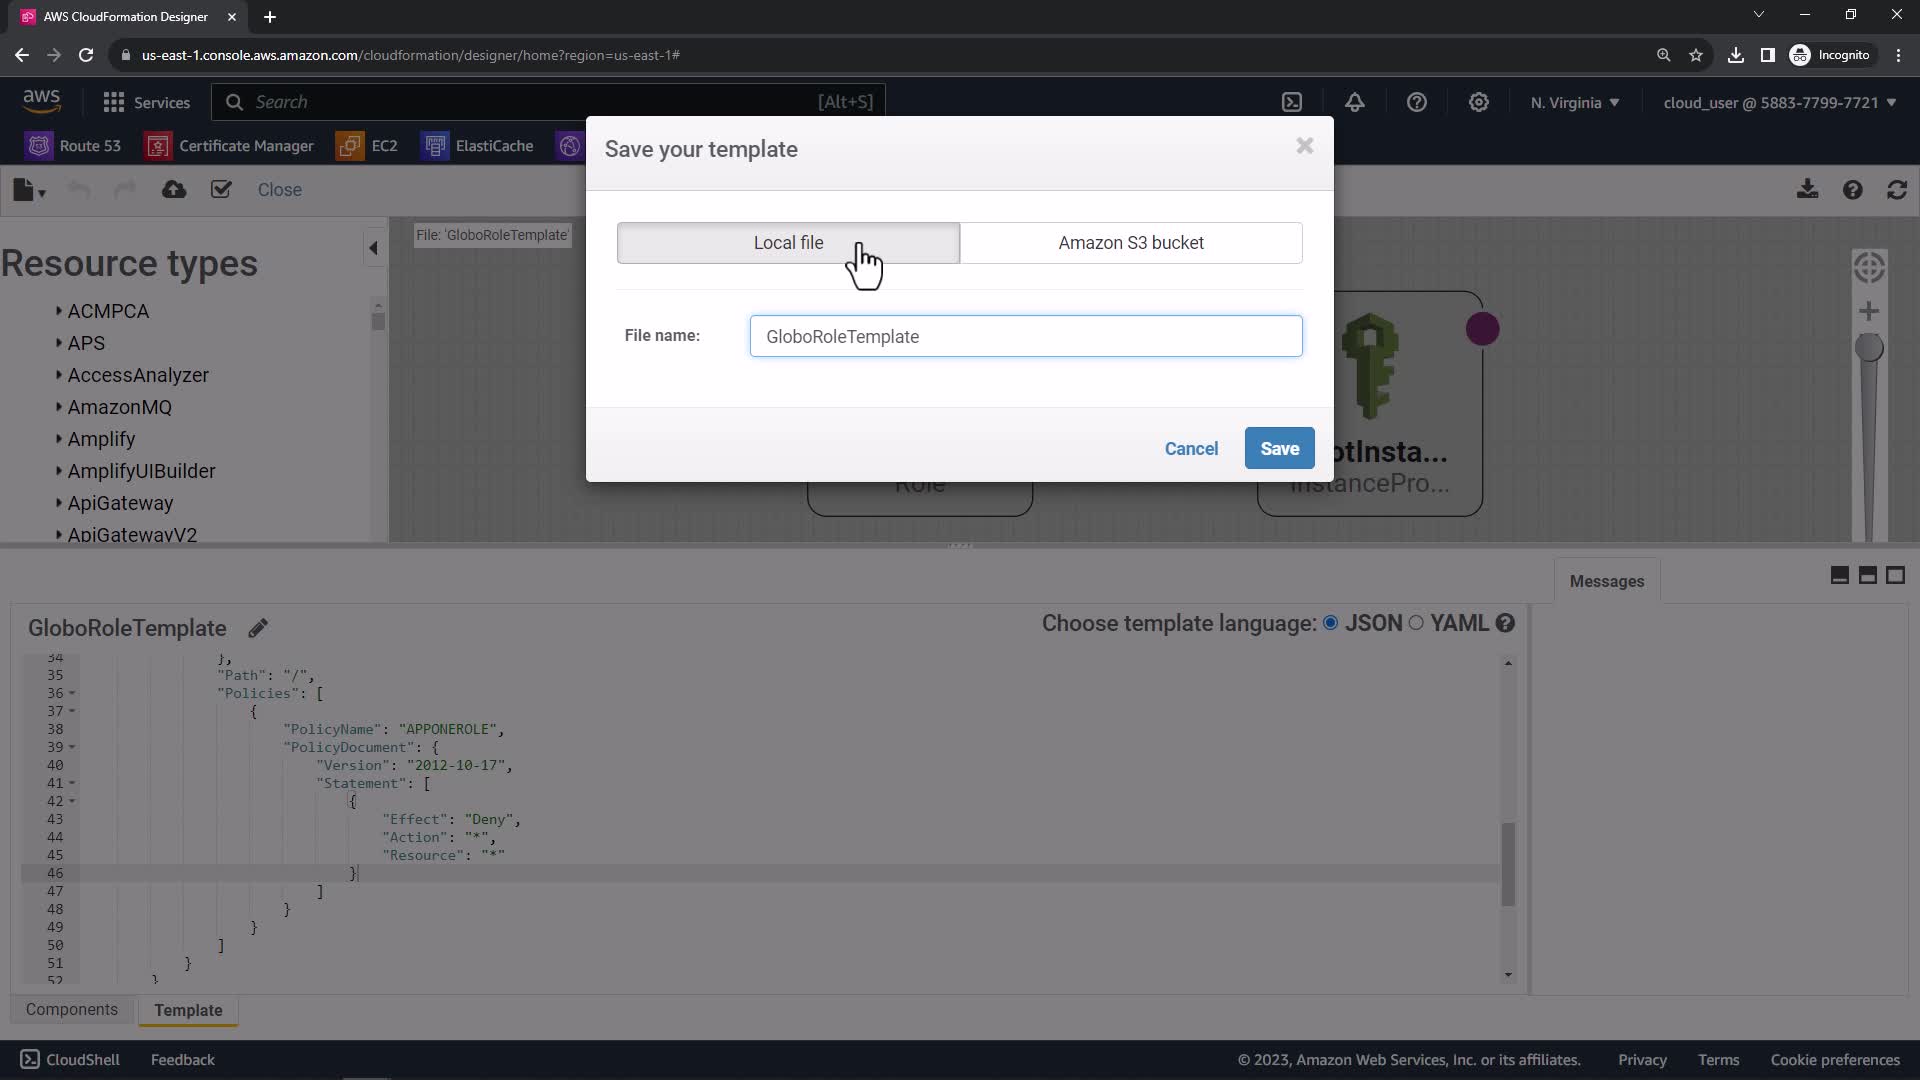 AWS CloudFormation Designer
us-east-1.console.aws.amazon.com/cloudformation/designer/home?region=us-east-1#
Incognito
aws
Services
Search
[Alt+S]
N. Virginia
cloud_user @ 5883-7799-7721
Route 53
Certificate Manager
EC2
ElastiCache
Save your template
Close
Local file
Amazon S3 bucket
File: 'GloboRoleTemplate'
Resource types
ACMPCA
APS
AccessAnalyzer
AmazonMQ
Amplify
AmplifyUIBuilder
ApiGateway
ApiGatewayV2
File name:
GloboRoleTemplate
Cancel
Save
otInsta...
Role
InstancePro...
Messages
GloboRoleTemplate
Choose template language: JSON YAML
34 },
35 "Path": "/",
36 "Policies": [
37 {
38 "PolicyName": "APPONEROLE",
39 "PolicyDocument": {
40 "Version": "2012-10-17",
41 "Statement": [
42 {
43 "Effect": "Deny",
44 "Action": "*",
45 "Resource": "*"
46 }
47 ]
48 }
49 }
50 ]
51 }
52 }
Components
Template
CloudShell
Feedback
© 2023, Amazon Web Services, Inc. or its affiliates.
Privacy
Terms
Cookie preferences